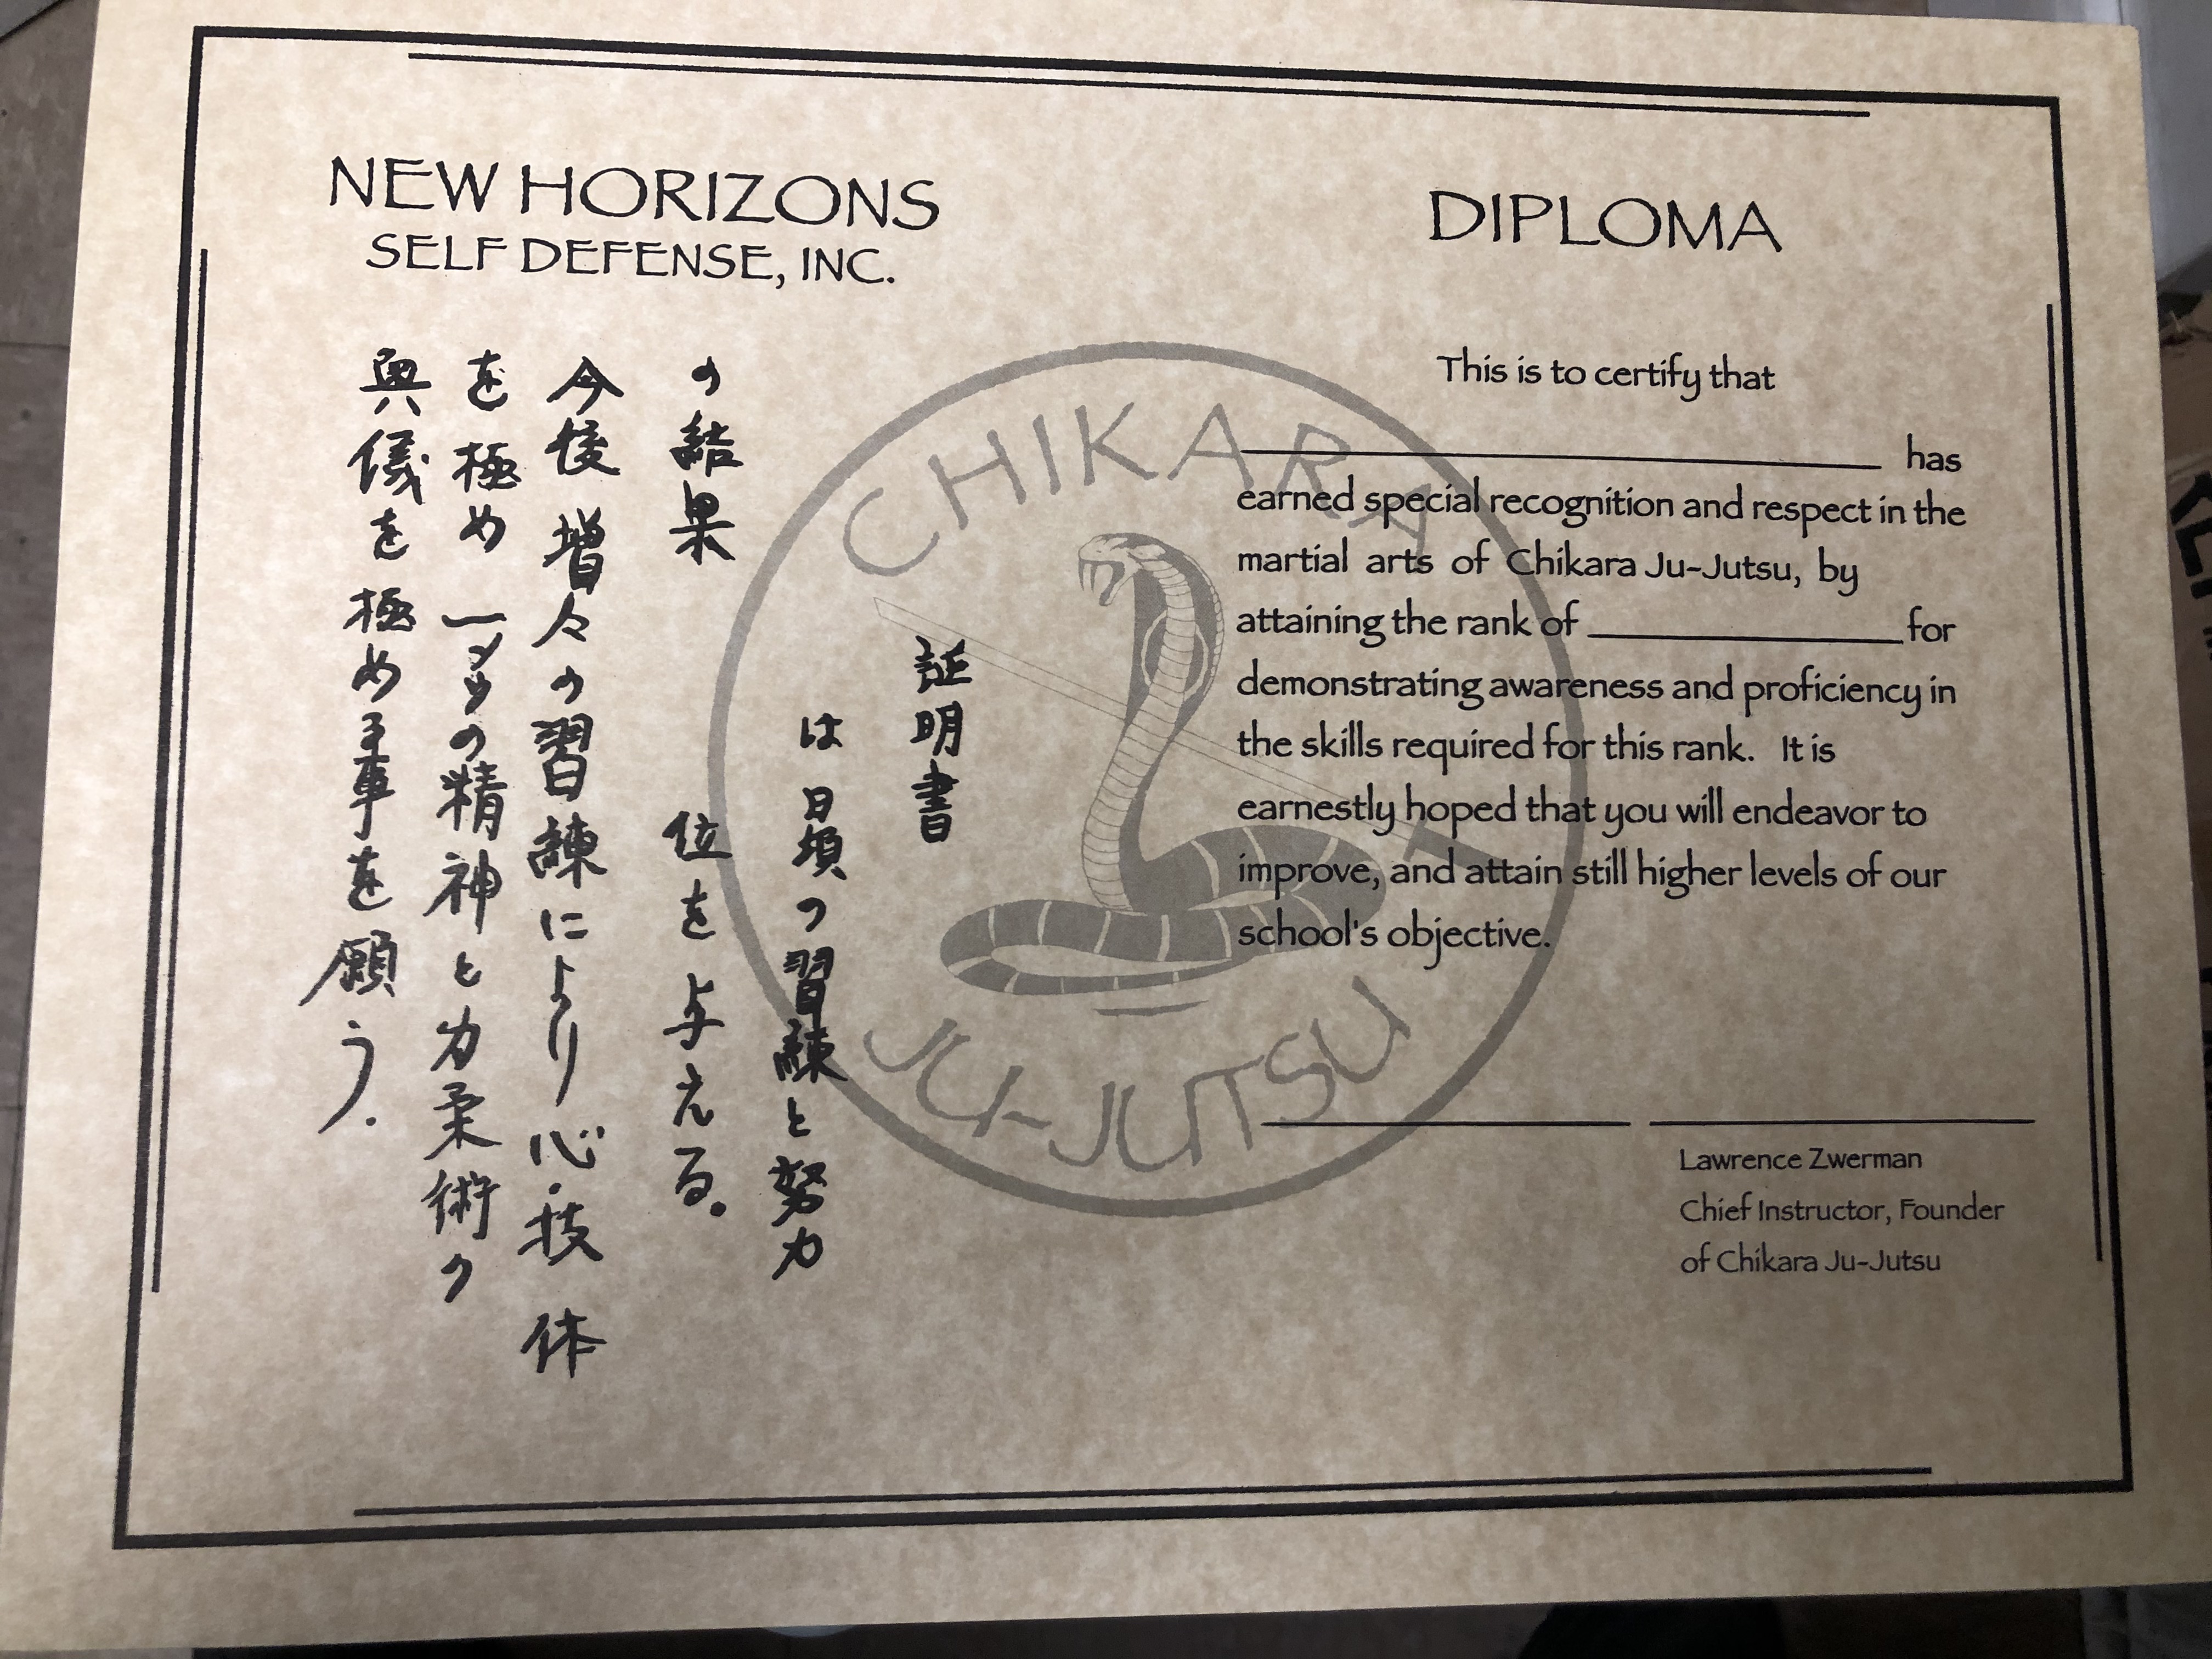 NEW HORIZONS
SELF DEFENSE, INC.
証明書
は日頃の習練と努力
の結果 位を与える。
今後増々の習練により心・技 体
を極め の精神と力柔術の
奥儀を極める事を願う.
DIPLOMA
This is to certify that
has
earned special recognition and respect in the
martial arts of Chikara Ju-Jutsu, by
attaining the rank of for
demonstrating awareness and proficiency in
the skills required for this rank. It is
earnestly hoped that you will endeavor to
improve, and attain still higher levels of our
school's objective.
Lawrence Zwerman
Chief Instructor, Founder
of Chikara Ju-Jutsu
CHIKARA
JU-JUTSU